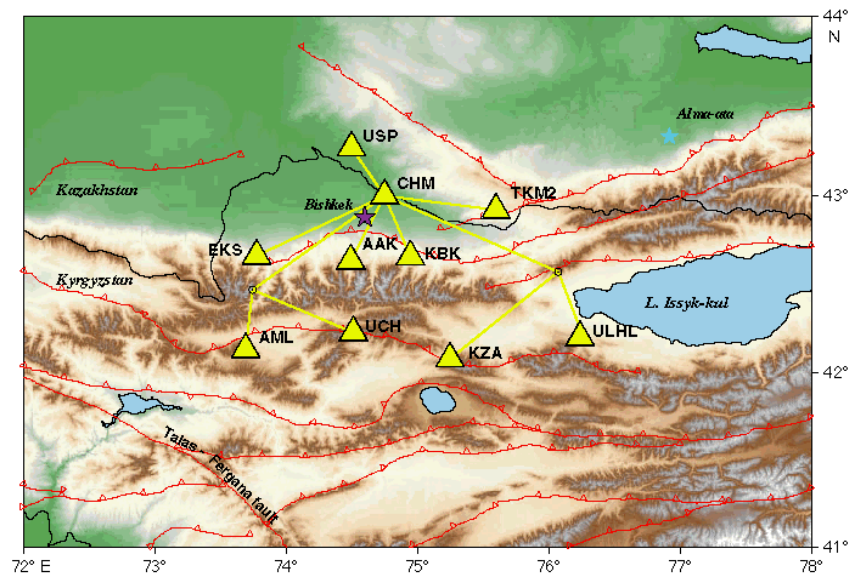 44°
N
Alma-ata
USP
CHM
TKM2
43°
Kazakhstan
Bishkek
EKS
AAK
KBK
Kyrgyzstan
L. Issyk-kul
AML
UCH
KZA
ULHL
42°
Talas - Fergana fault
41°
72° E
73°
74°
75°
76°
77°
78°